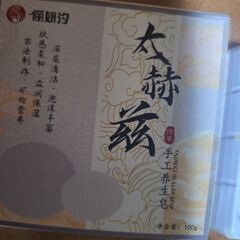 俪妍汐
太赫兹
手工养生皂
深层清洁·泡沫丰富
肤感柔和·滋润保湿
古法制作·矿物营养
净含量：100g